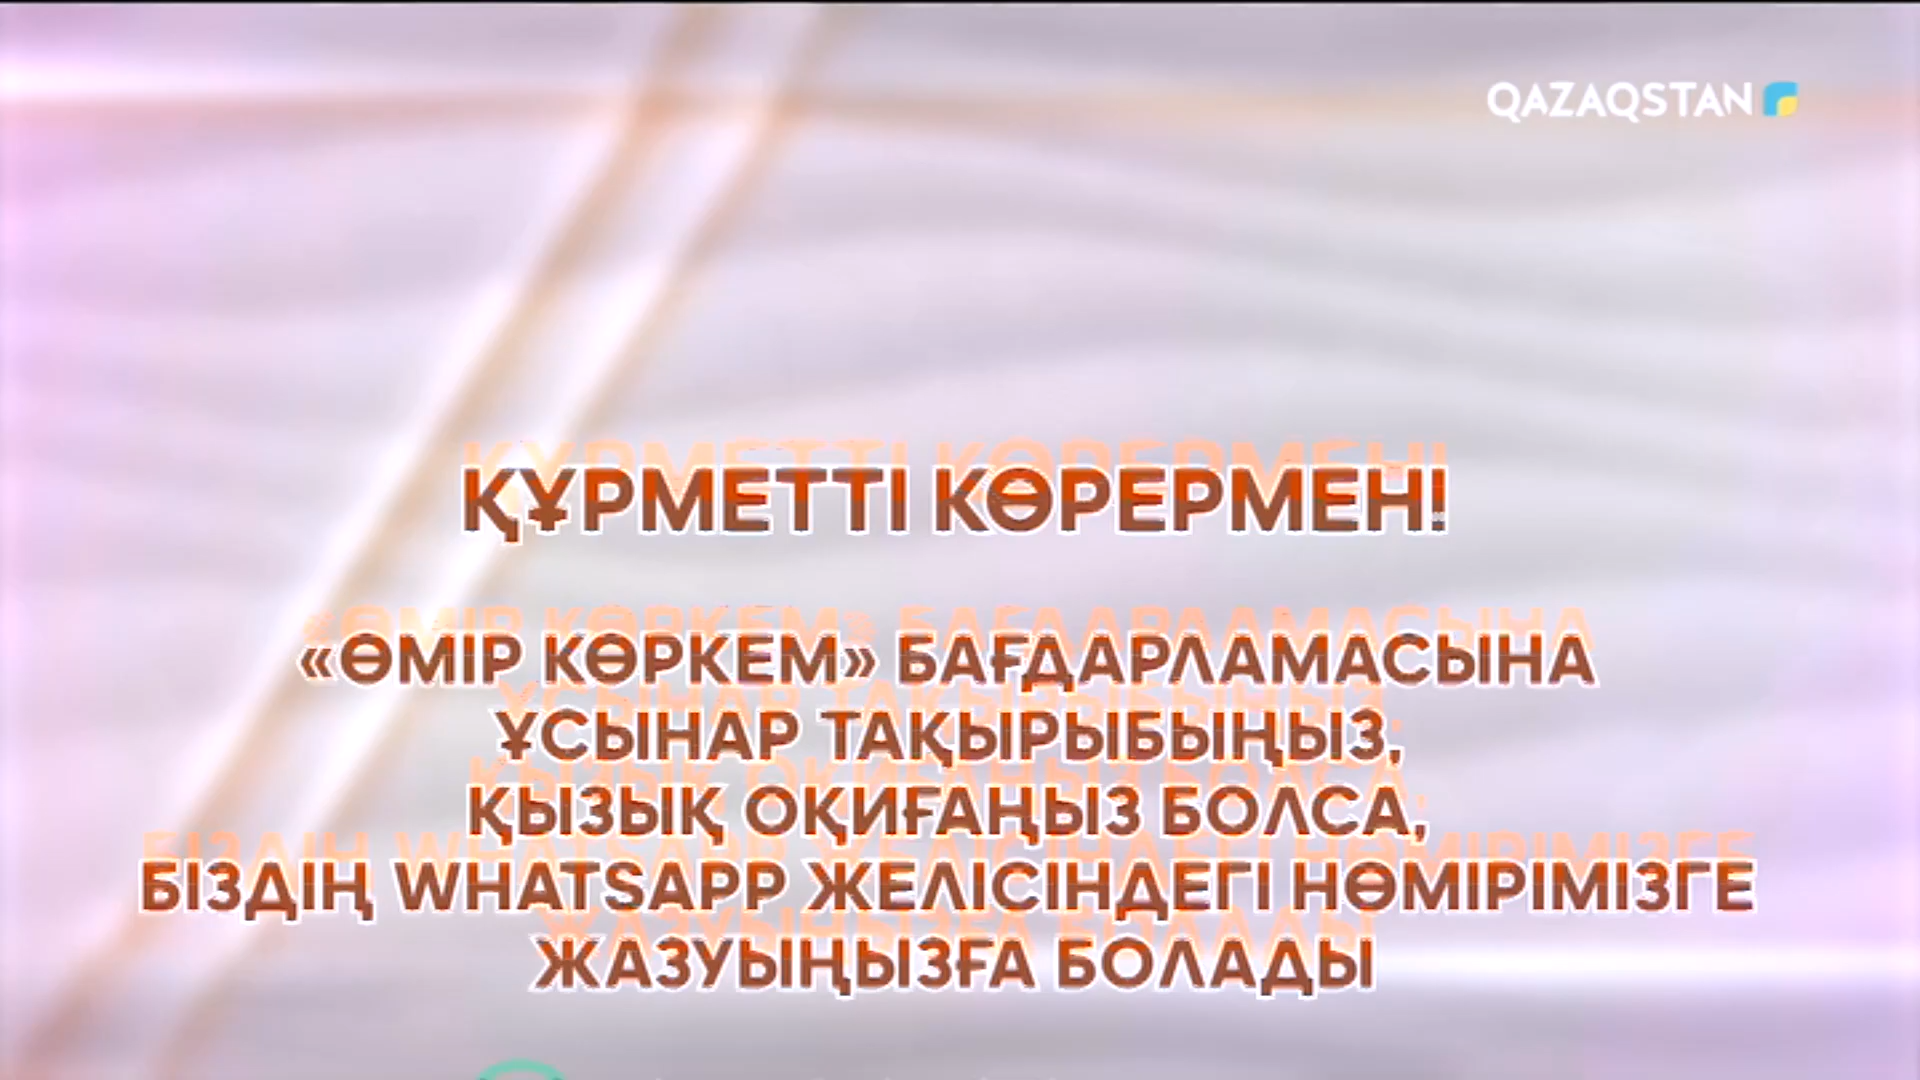 QAZAQSTAN
ҚҰРМЕТТІ КӨРЕРМЕН!
«ӨМІР КӨРКЕМ» БАҒДАРЛАМАСЫНА
ҰСЫНАР ТАҚЫРЫБЫҢЫЗ,
ҚЫЗЫҚ ОҚИҒАҢЫЗ БОЛСА,
БІЗДІҢ WHATSAPP ЖЕЛІСІНДЕГІ НӨМІРІМІЗГЕ
ЖАЗУЫҢЫЗҒА БОЛАДЫ